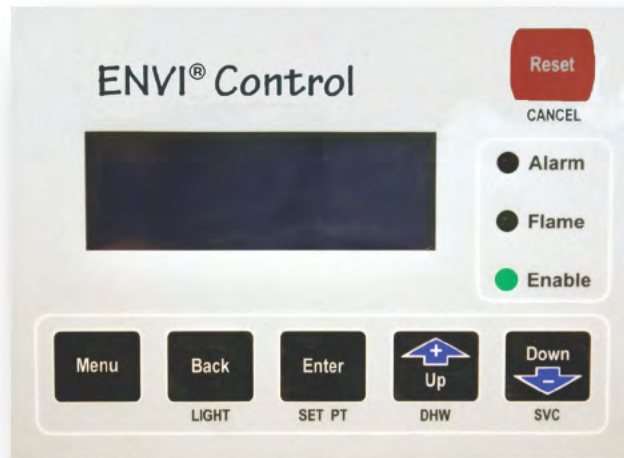 ENVI® Control
Reset
CANCEL
Alarm
Flame
Enable
Menu
Back
Enter
+
Up
Down
-
LIGHT
SET PT
DHW
SVC